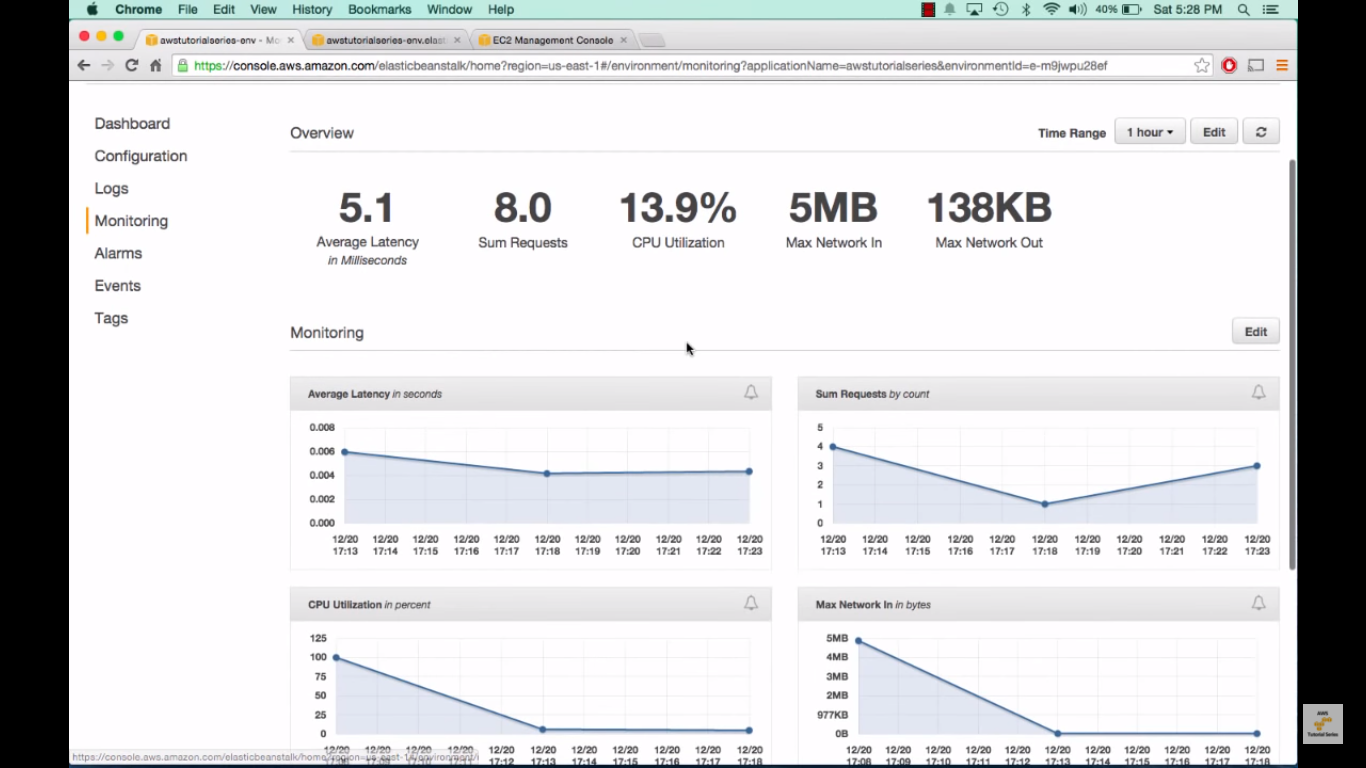 Chrome File Edit View History Bookmarks Window Help 40% Sat 5:28 PM
awstutorialseries-env - Mo awstutorialseries-env.elas EC2 Management Console
https://console.aws.amazon.com/elasticbeanstalk/home?region=us-east-1#/environment/monitoring?applicationName=awstutorialseries&environmentId=e-m9jwpu28ef
Dashboard
Configuration
Logs
Monitoring
Alarms
Events
Tags
Overview Time Range 1 hour Edit
5.1 8.0 13.9% 5MB 138KB
Average Latency Sum Requests CPU Utilization Max Network In Max Network Out
in Milliseconds
Monitoring Edit
Average Latency in seconds
0.008
0.006
0.004
0.002
0.000
12/20 12/20 12/20 12/20 12/20 12/20 12/20 12/20 12/20 12/20 12/20
17:13 17:14 17:15 17:16 17:17 17:18 17:19 17:20 17:21 17:22 17:23
Sum Requests by count
5
4
3
2
1
0
12/20 12/20 12/20 12/20 12/20 12/20 12/20 12/20 12/20 12/20 12/20
17:13 17:14 17:15 17:16 17:17 17:18 17:19 17:20 17:21 17:22 17:23
CPU Utilization in percent
125
100
75
50
25
0
12/20 12/20 12/20 12/20 12/20 12/20 12/20 12/20 12/20 12/20 12/20
17:12 17:13 17:14 17:15 17:16 17:17 17:18
Max Network In in bytes
5MB
4MB
3MB
2MB
977KB
0B
12/20 12/20 12/20 12/20 12/20 12/20 12/20 12/20 12/20 12/20 12/20
17:08 17:09 17:10 17:11 17:12 17:13 17:14 17:15 17:16 17:17 17:18
https://console.aws.amazon.com/elasticbeanstalk/home?region=us-east-1#/environment/
AWS
Tutorial Series